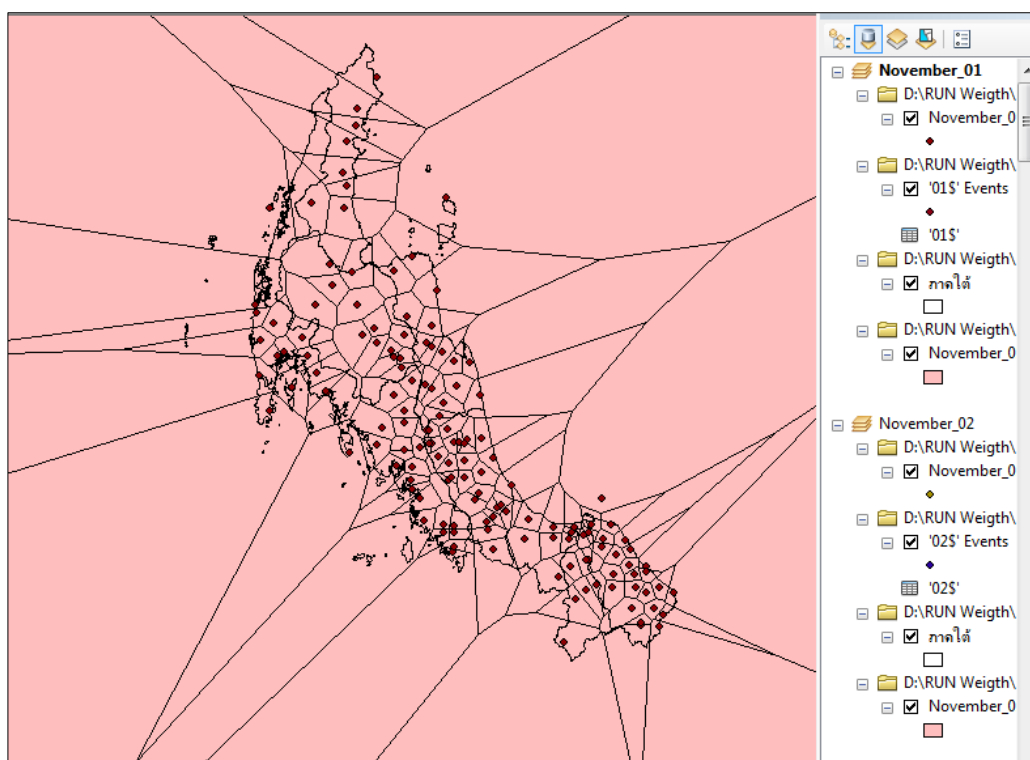 November_01
D:\RUN Weigth\
November_0
'01$' Events
'01$'
D:\RUN Weigth\
D:\RUN Weigth\
ภาคใต้
D:\RUN Weigth\
November_0
November_02
D:\RUN Weigth\
November_0
D:\RUN Weigth\
'02$' Events
'02$'
D:\RUN Weigth\
ภาคใต้
D:\RUN Weigth\
November_0